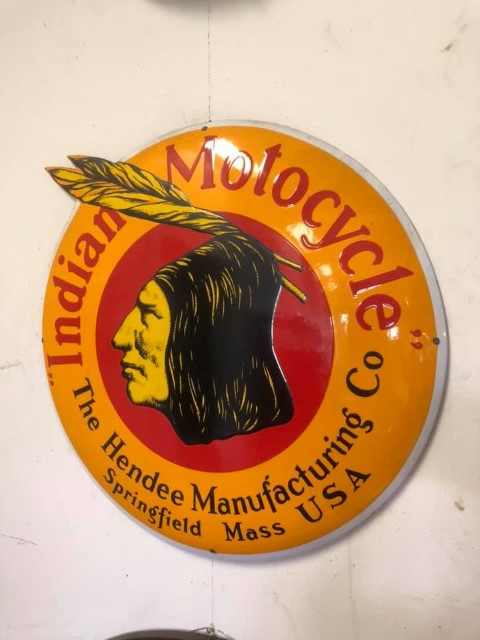 "Indian Motocycle"
The Hendee Manufacturing Co
Springfield Mass USA